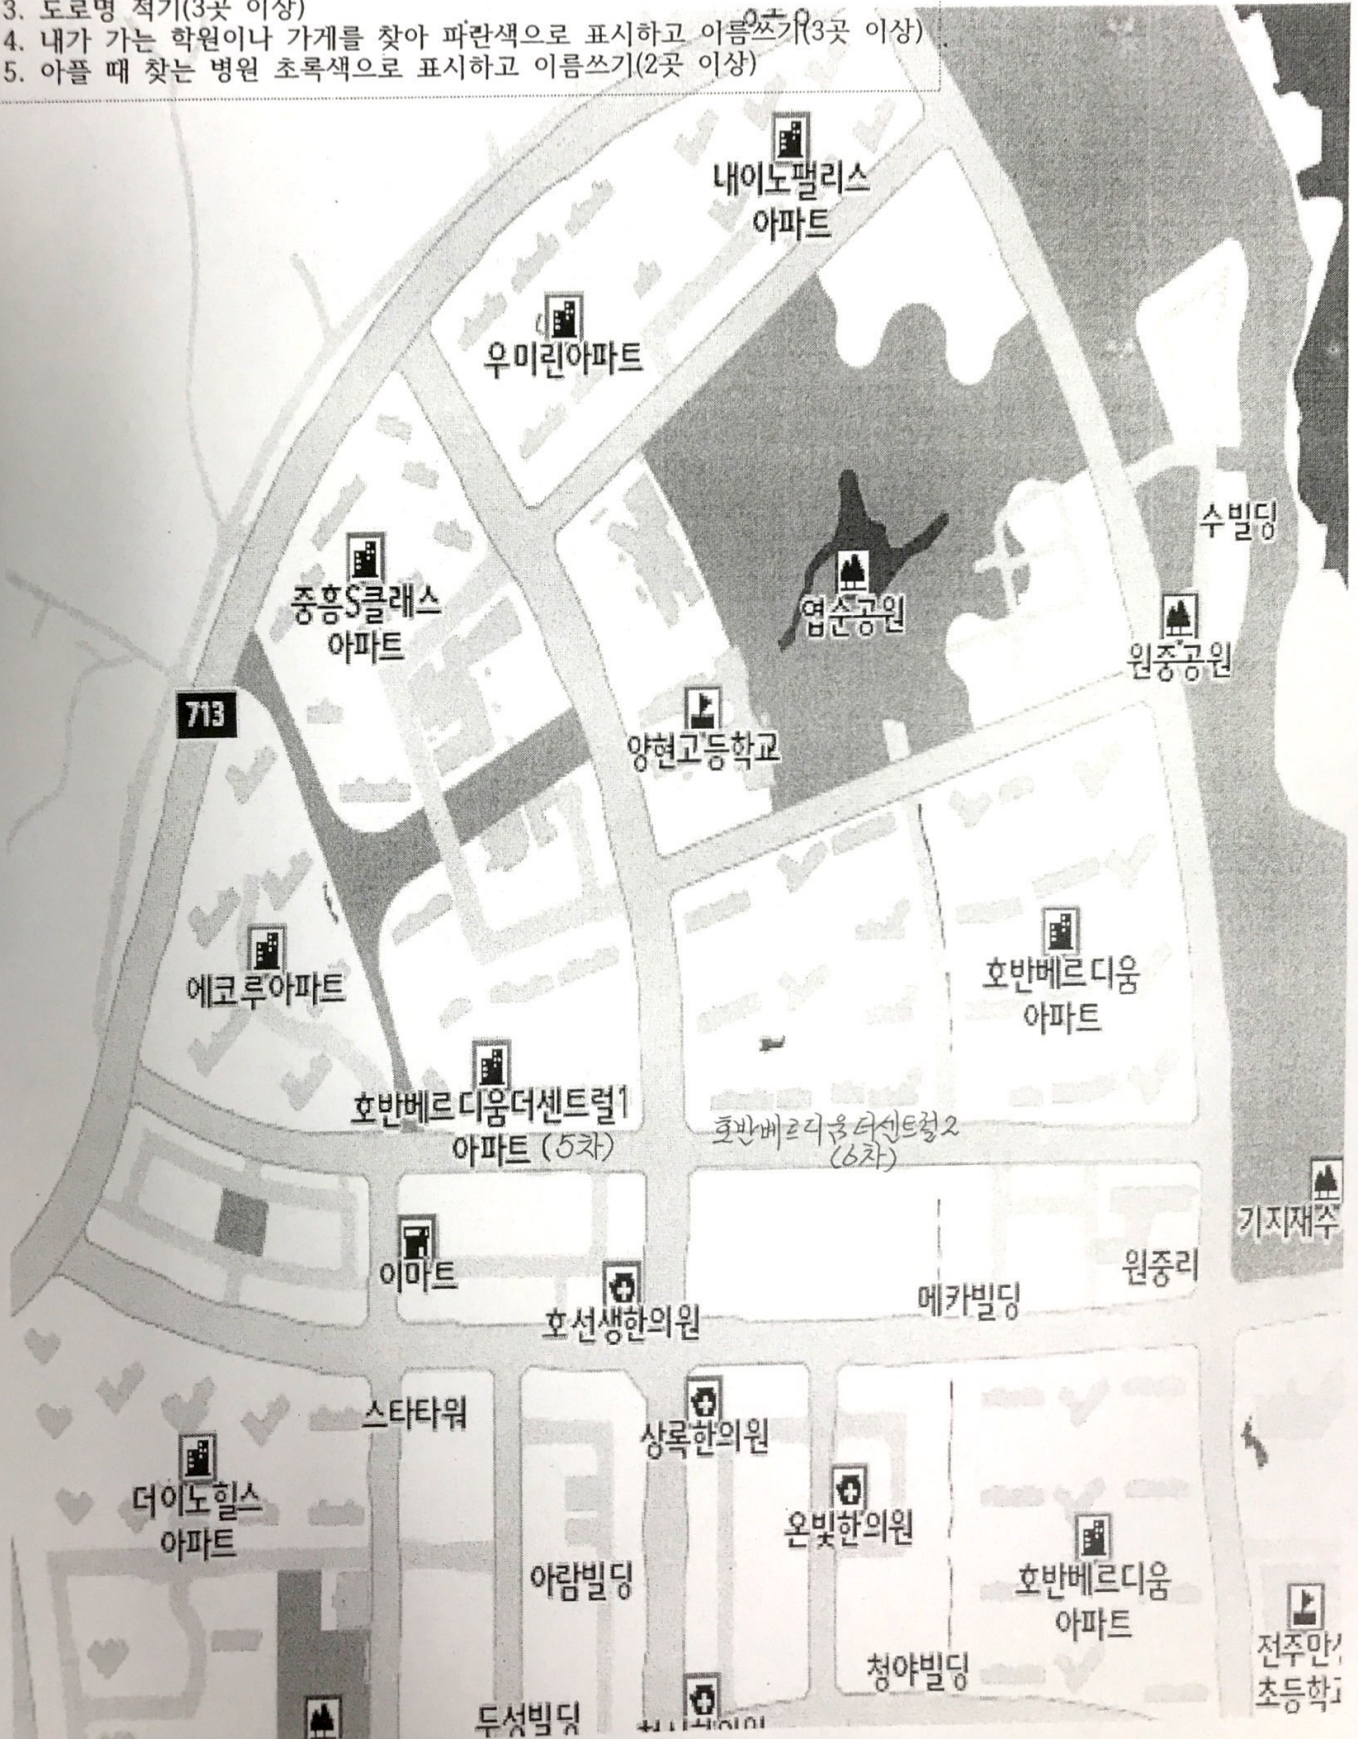 3. 도로명 적기(3곳 이상)
4. 내가 가는 학원이나 가게를 찾아 파란색으로 표시하고 이름쓰기(3곳 이상)
5. 아플 때 찾는 병원 초록색으로 표시하고 이름쓰기(2곳 이상)
내이노팰리스
아파트
우미린아파트
수빌딩
중흥S클래스
아파트
엽순공원
원중공원
713
양현고등학교
에코루아파트
호반베르디움
아파트
호반베르디움더센트럴1
아파트 (5차)
호반베르디움더센트럴2
(6차)
기지재수
이마트
원중리
호선생한의원
메카빌딩
스타타워
상록한의원
더이노힐스
아파트
온빛한의원
아람빌딩
호반베르디움
아파트
전주만
초등학교
청야빌딩
두성빌딩